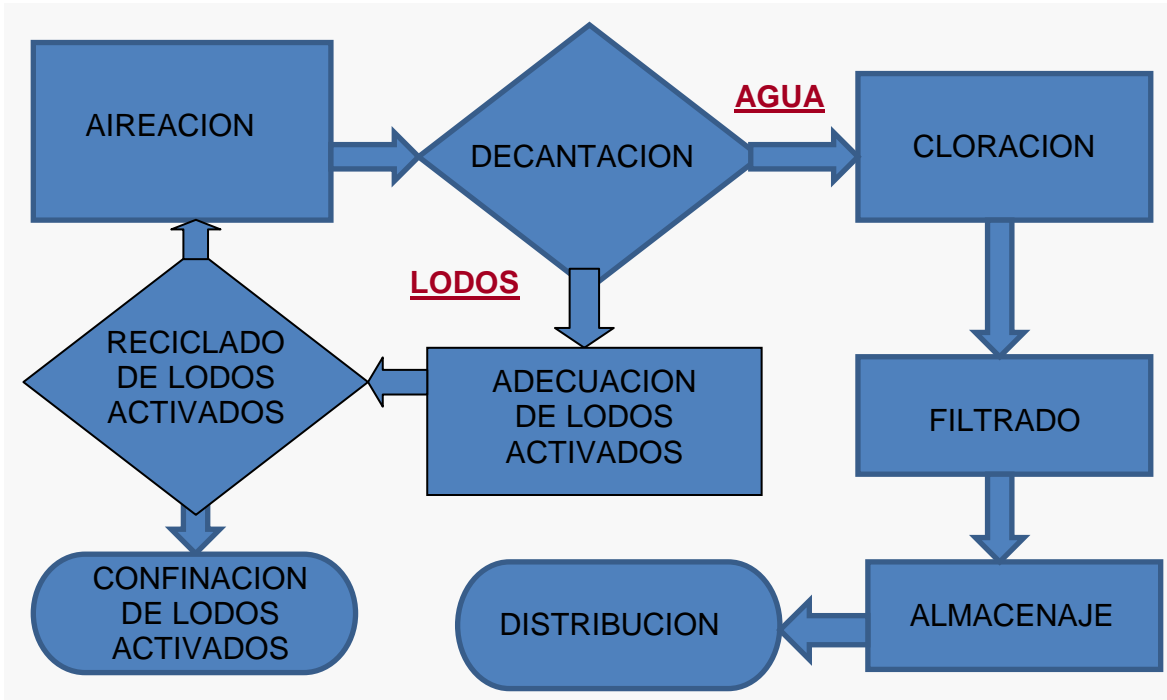 AIREACION
DECANTACION
AGUA
CLORACION
LODOS
RECICLADO
DE LODOS
ACTIVADOS
ADECUACION
DE LODOS
ACTIVADOS
FILTRADO
CONFINACION
DE LODOS
ACTIVADOS
DISTRIBUCION
ALMACENAJE